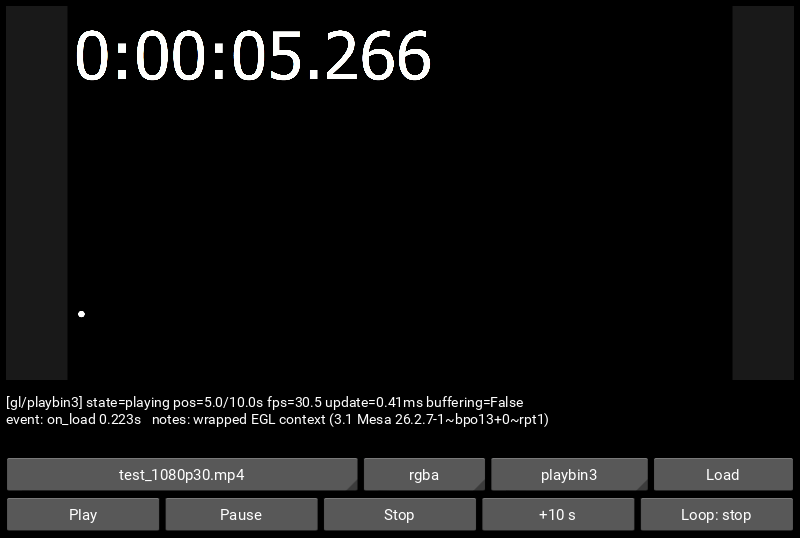 0:00:05.266
[gl/playbin3] state=playing pos=5.0/10.0s fps=30.5 update=0.41ms buffering=False
event: on_load 0.223s   notes: wrapped EGL context (3.1 Mesa 26.2.7-1~bpo13+0~rpt1)
test_1080p30.mp4 rgba playbin3 Load
Play Pause Stop +10 s Loop: stop